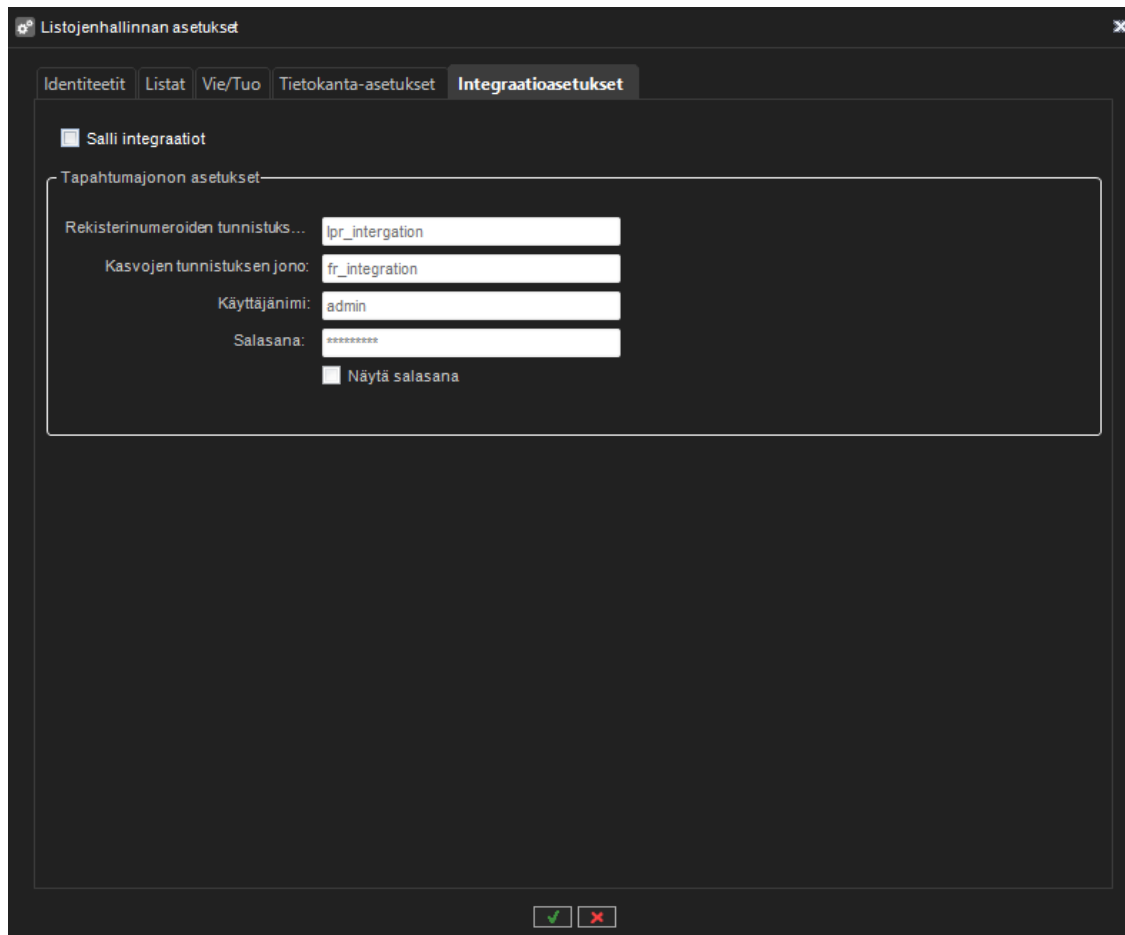 Listojenhallinnan asetukset
Identiteetit Listat Vie/Tuo Tietokanta-asetukset Integraatioasetukset
Salli integraatiot
Tapahtumajonon asetukset
Rekisterinumeroiden tunnistuks... lpr_intergation
Kasvojen tunnistuksen jono: fr_integration
Käyttäjänimi: admin
Salasana: *********
Näytä salasana